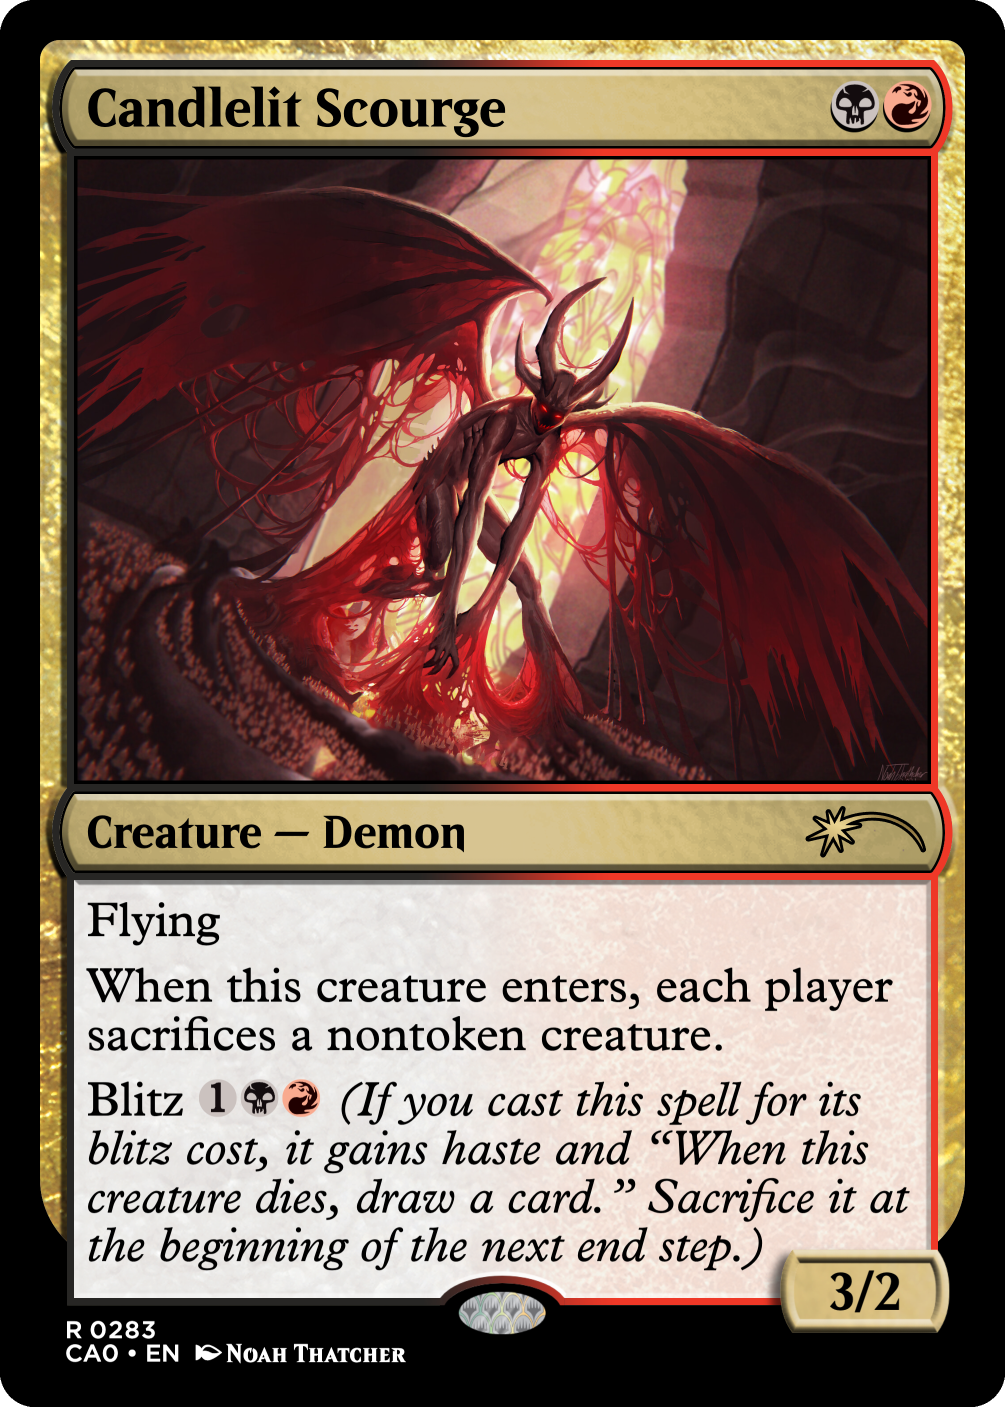 Candlelit Scourge
Noah Thatcher
Creature — Demon
Flying
When this creature enters, each player
sacrifices a nontoken creature.
Blitz 1 (If you cast this spell for its
blitz cost, it gains haste and “When this
creature dies, draw a card.” Sacrifice it at
the beginning of the next end step.)
3/2
R 0283
CAO • EN NOAH THATCHER